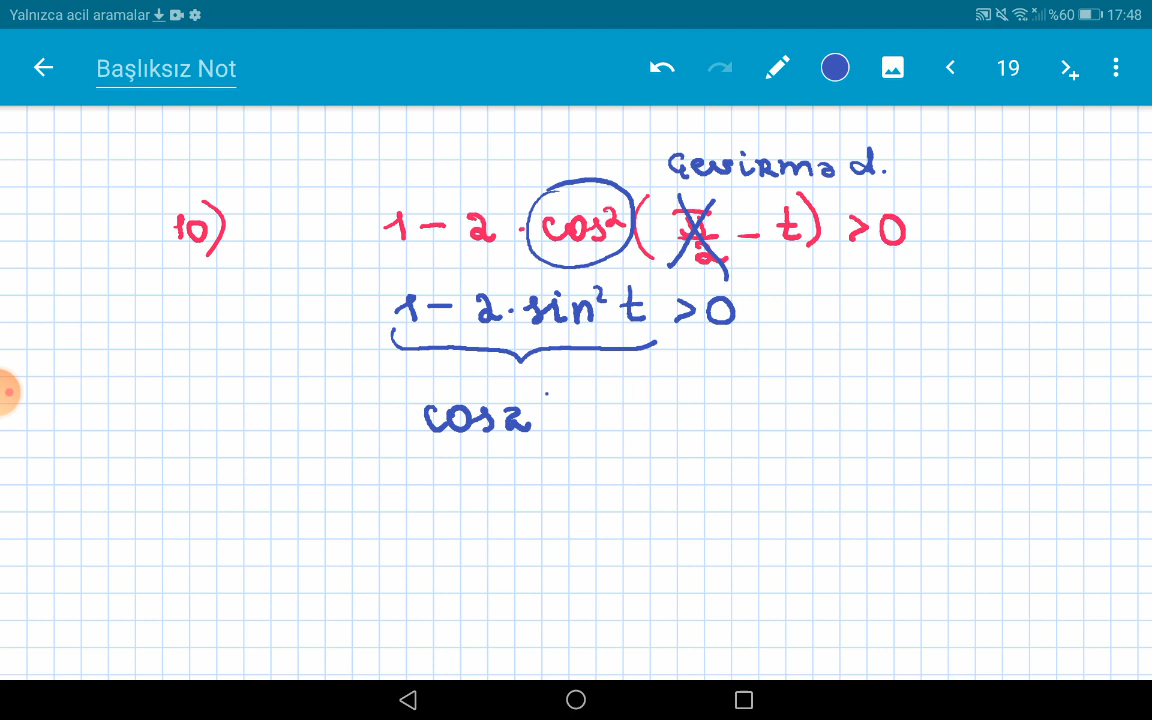 Yalnızca acil aramalar %60 17:48
Başlıksız Not 19
Çevirmə d.
10) 1 - 2 · cos² ( π/2 - t ) > 0
1 - 2 · sin² t > 0
cos2